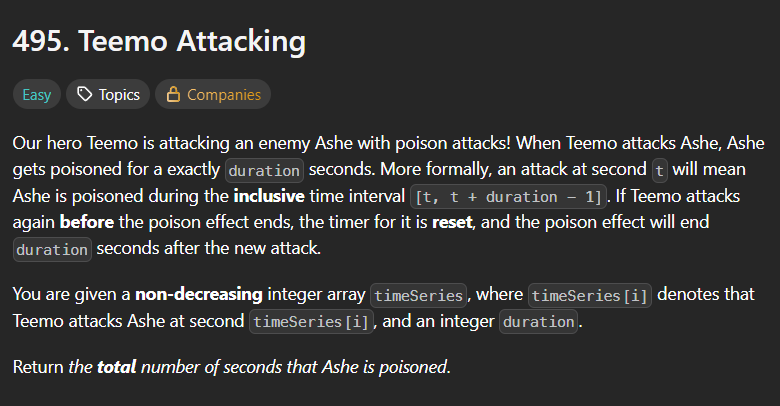 495. Teemo Attacking
Easy Topics Companies
Our hero Teemo is attacking an enemy Ashe with poison attacks! When Teemo attacks Ashe, Ashe
gets poisoned for a exactly duration seconds. More formally, an attack at second t will mean
Ashe is poisoned during the inclusive time interval [t, t + duration - 1]. If Teemo attacks
again before the poison effect ends, the timer for it is reset, and the poison effect will end
duration seconds after the new attack.
You are given a non-decreasing integer array timeSeries, where timeSeries[i] denotes that
Teemo attacks Ashe at second timeSeries[i], and an integer duration.
Return the total number of seconds that Ashe is poisoned.